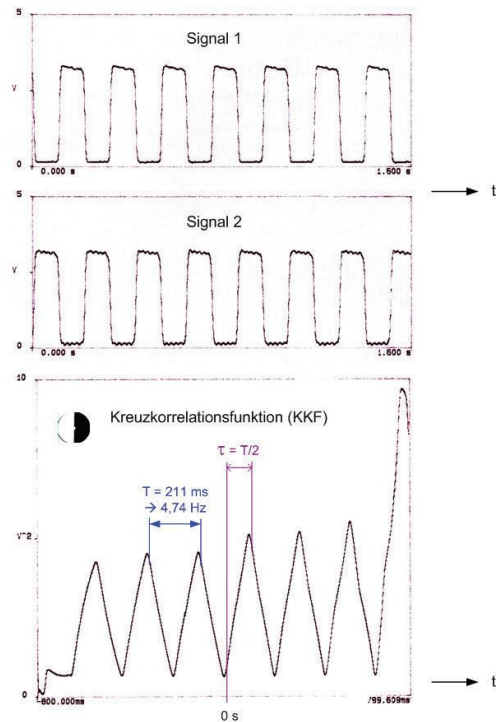 5
Signal 1
V
0
0.000 s
1.600 s
t
5
Signal 2
V
0
0.000 s
1.600 s
t
10
Kreuzkorrelationsfunktion (KKF)
τ = T/2
T = 211 ms
→ 4,74 Hz
0
-800.000ms
799.609ms
t
0 s